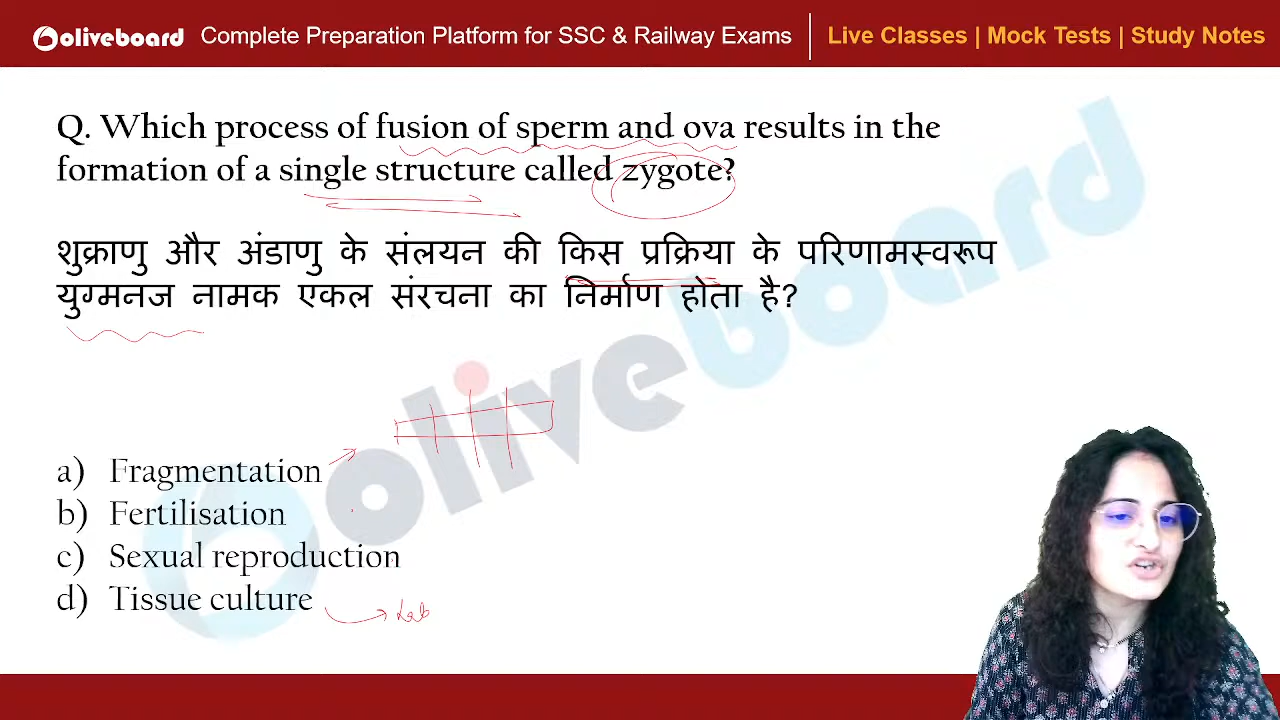 oliveboard Complete Preparation Platform for SSC & Railway Exams Live Classes | Mock Tests | Study Notes
Q. Which process of fusion of sperm and ova results in the
formation of a single structure called zygote?
शुक्राणु और अंडाणु के संलयन की किस प्रक्रिया के परिणामस्वरूप
युग्मनज नामक एकल संरचना का निर्माण होता है?
oliveboard
a) Fragmentation
b) Fertilisation
c) Sexual reproduction
d) Tissue culture
Lab